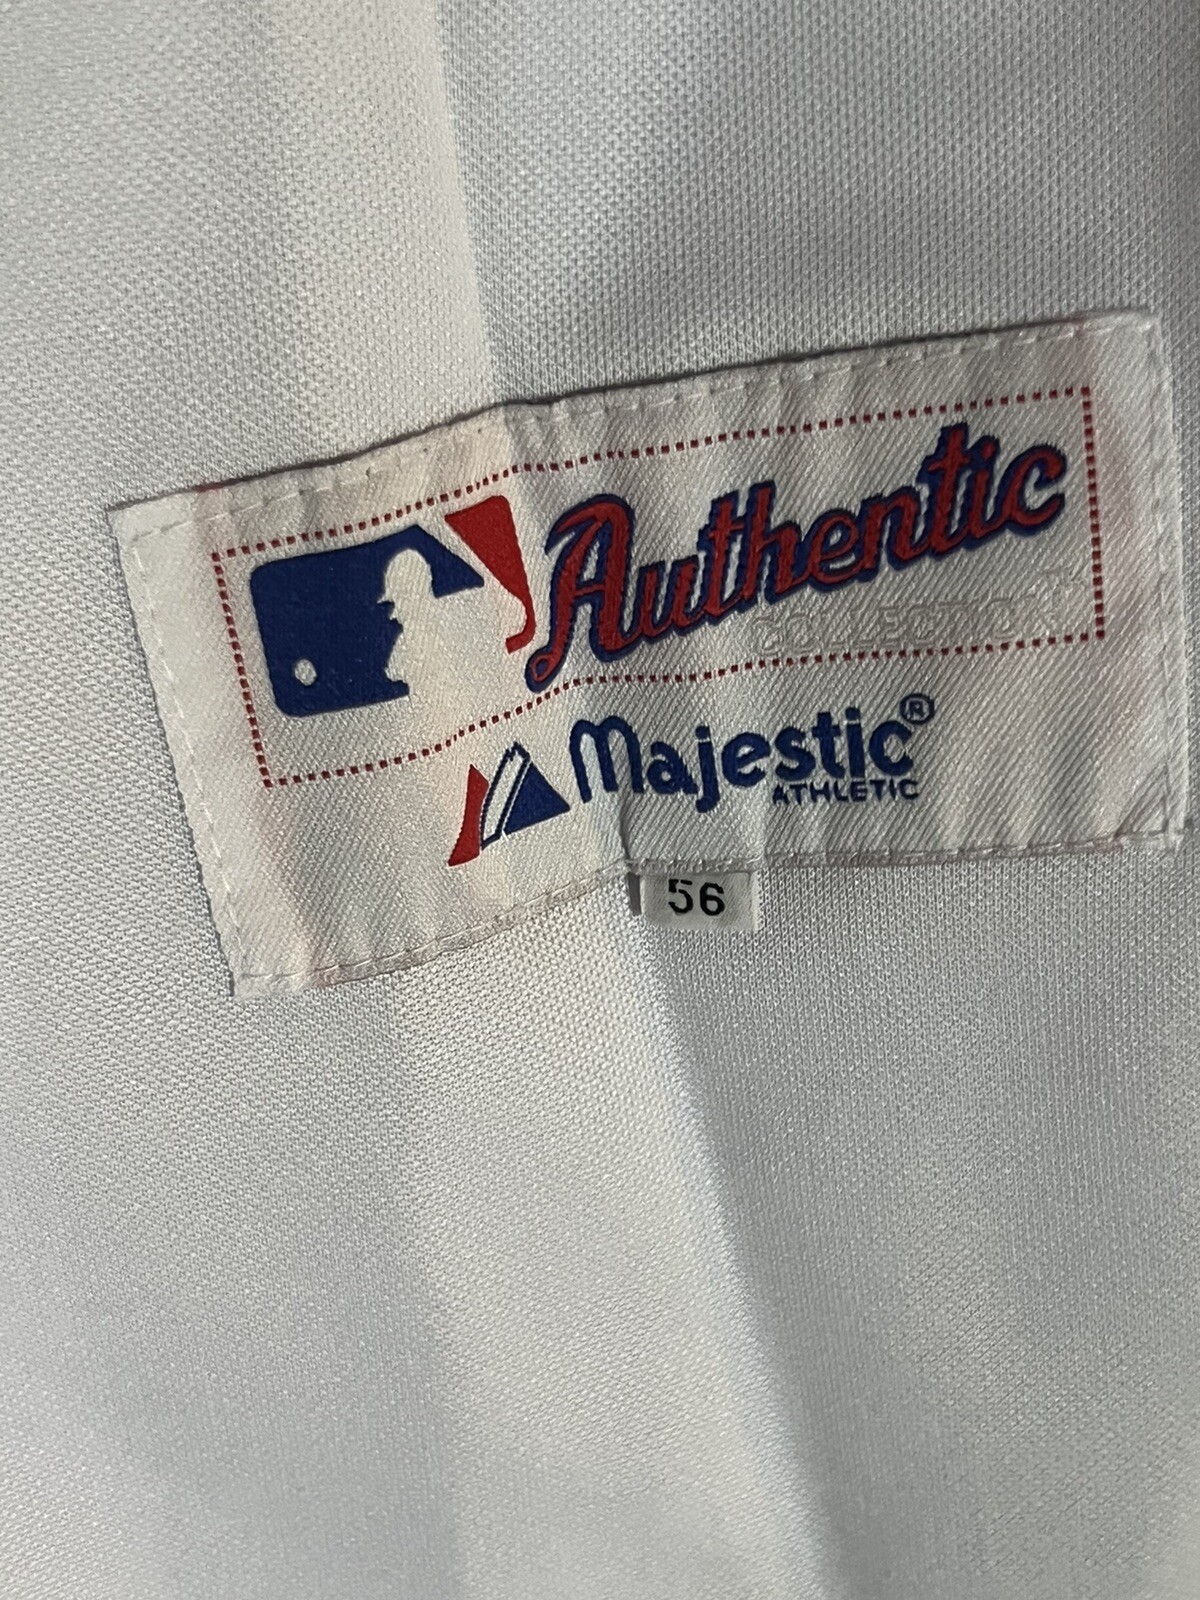 Authentic
COLLECTION
Majestic®
ATHLETIC
56